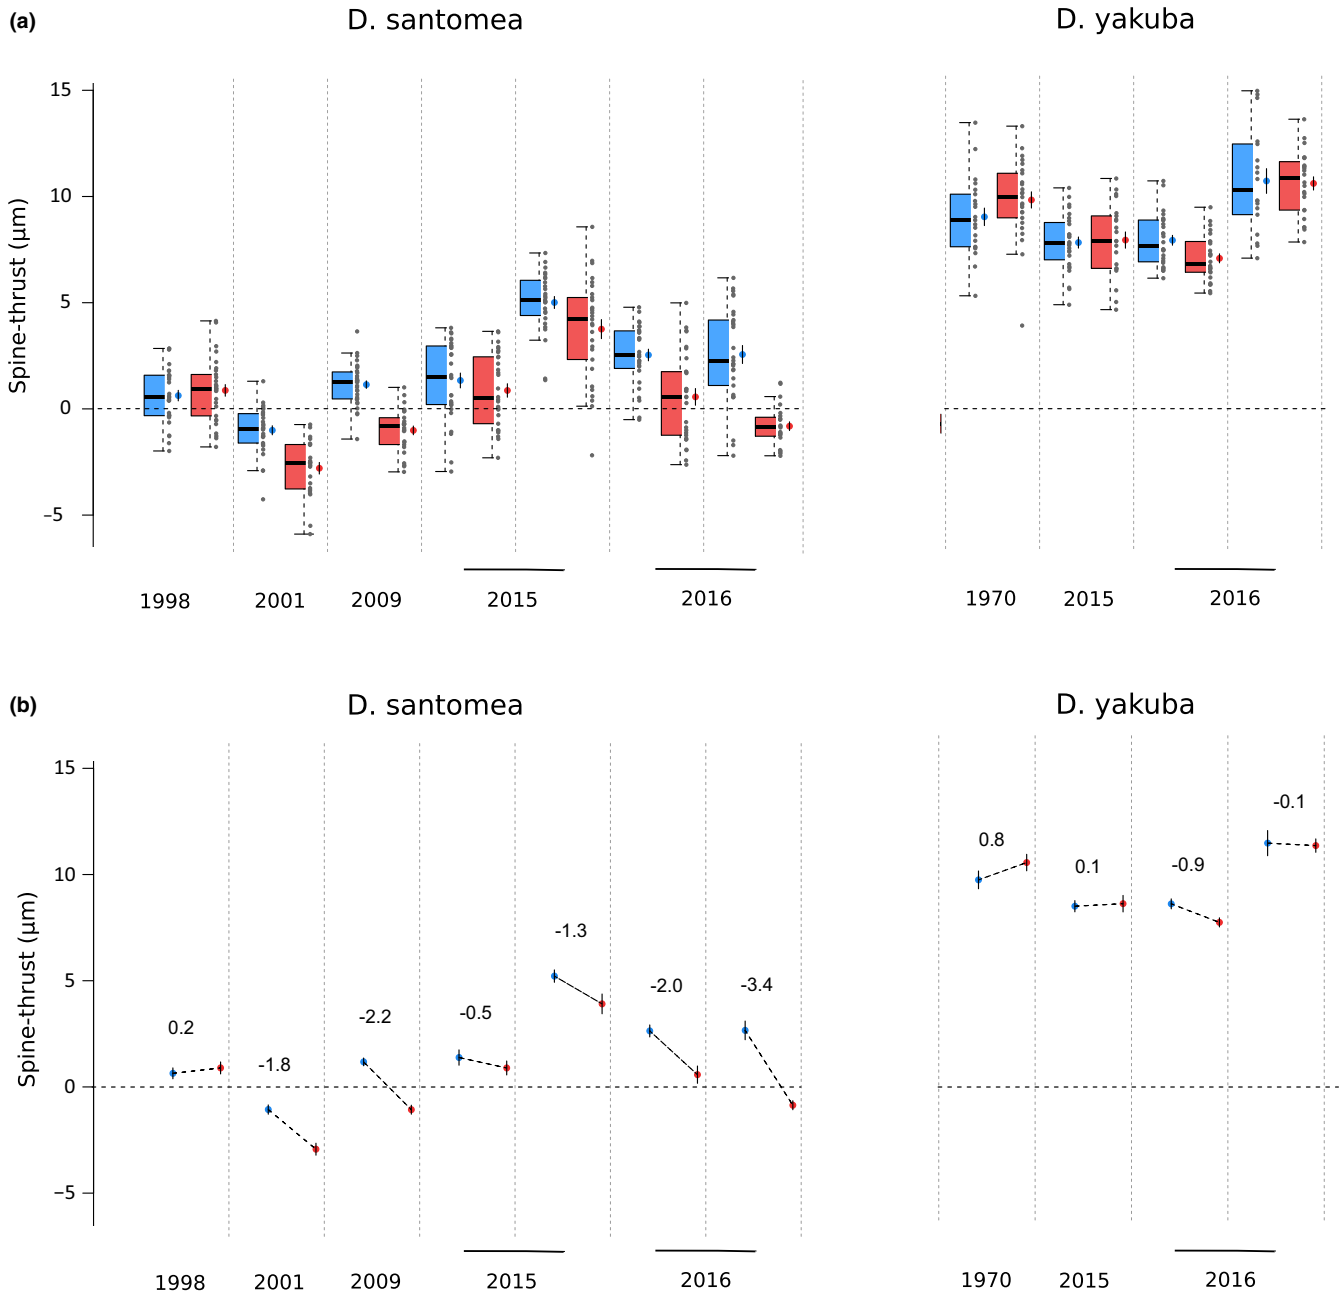 (a)
D. santomea
D. yakuba
15
10
5
0
−5
Spine-thrust (µm)
1998 2001 2009 2015 2016
1970 2015 2016
(b)
D. santomea
D. yakuba
15
10
5
0
−5
Spine-thrust (µm)
0.2 -1.8 -2.2 -0.5 -1.3 -2.0 -3.4
0.8 0.1 -0.9 -0.1
1998 2001 2009 2015 2016
1970 2015 2016